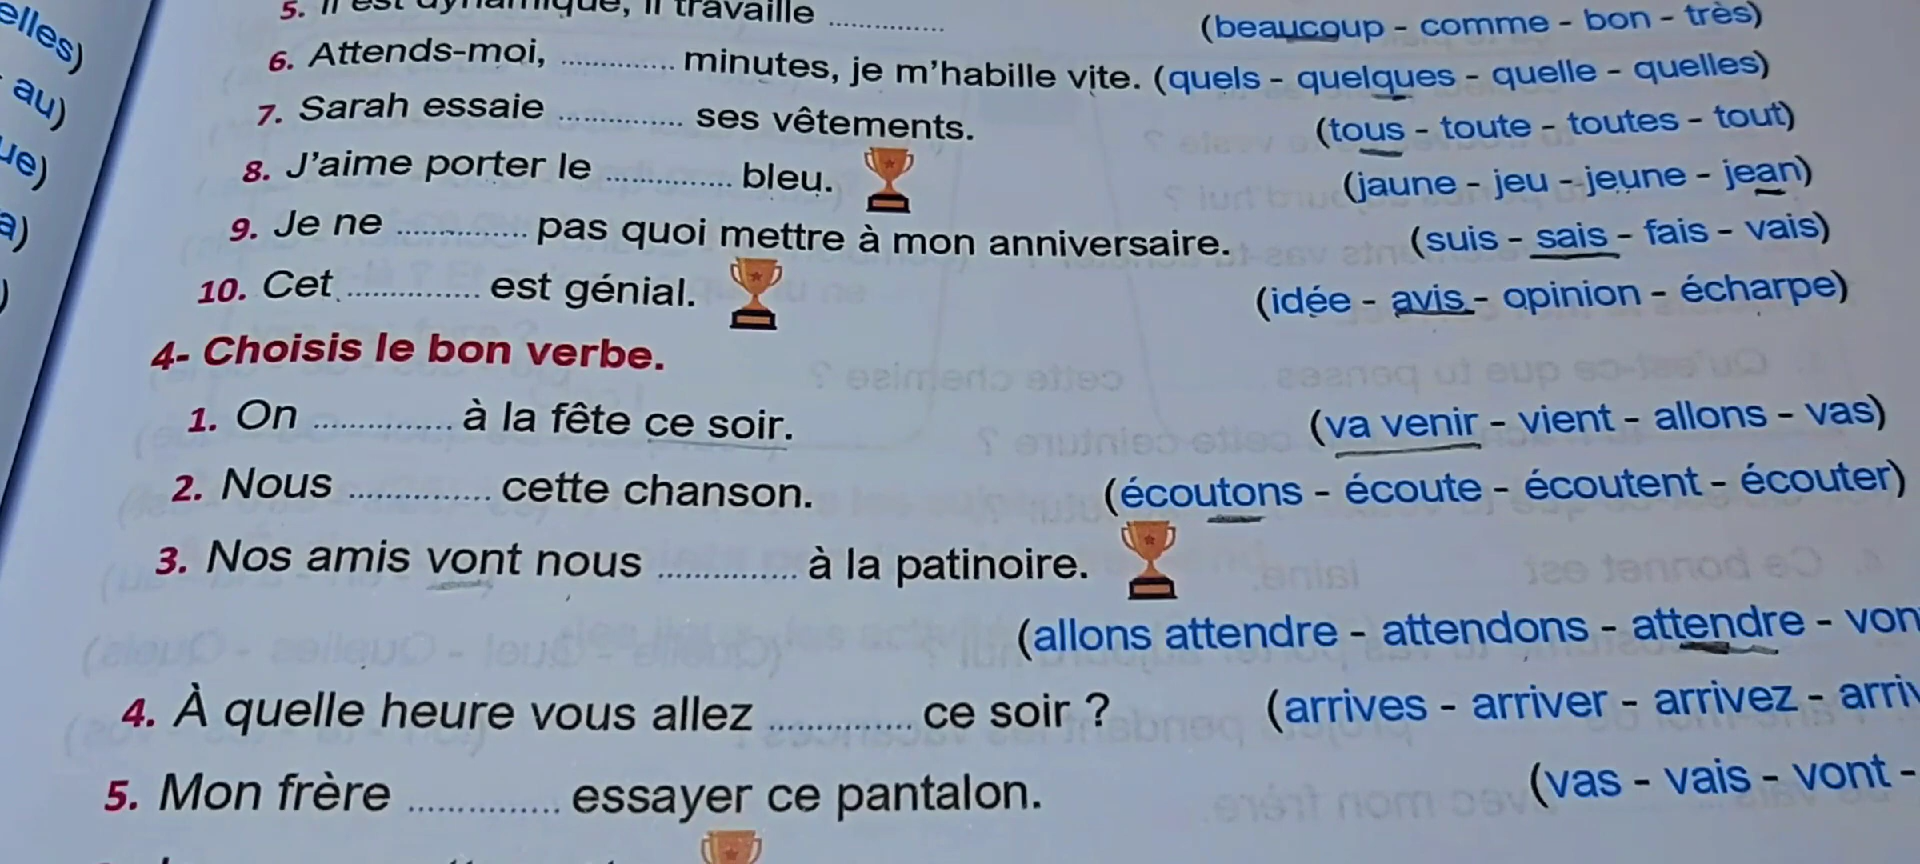 elles)
au)
ue)
a)
)
5. Il est dynamique, il travaille .............. (beaucoup - comme - bon - très)
6. Attends-moi, .............. minutes, je m'habille vite. (quels - quelques - quelle - quelles)
7. Sarah essaie .............. ses vêtements. (tous - toute - toutes - tout)
8. J'aime porter le .............. bleu. (jaune - jeu - jeune - jean)
9. Je ne .............. pas quoi mettre à mon anniversaire. (suis - sais - fais - vais)
10. Cet .............. est génial. (idée - avis - opinion - écharpe)
4- Choisis le bon verbe.
1. On .............. à la fête ce soir. (va venir - vient - allons - vas)
2. Nous .............. cette chanson. (écoutons - écoute - écoutent - écouter)
3. Nos amis vont nous .............. à la patinoire.
(allons attendre - attendons - attendre - von
4. À quelle heure vous allez .............. ce soir ? (arrives - arriver - arrivez - arriv
5. Mon frère .............. essayer ce pantalon. (vas - vais - vont -